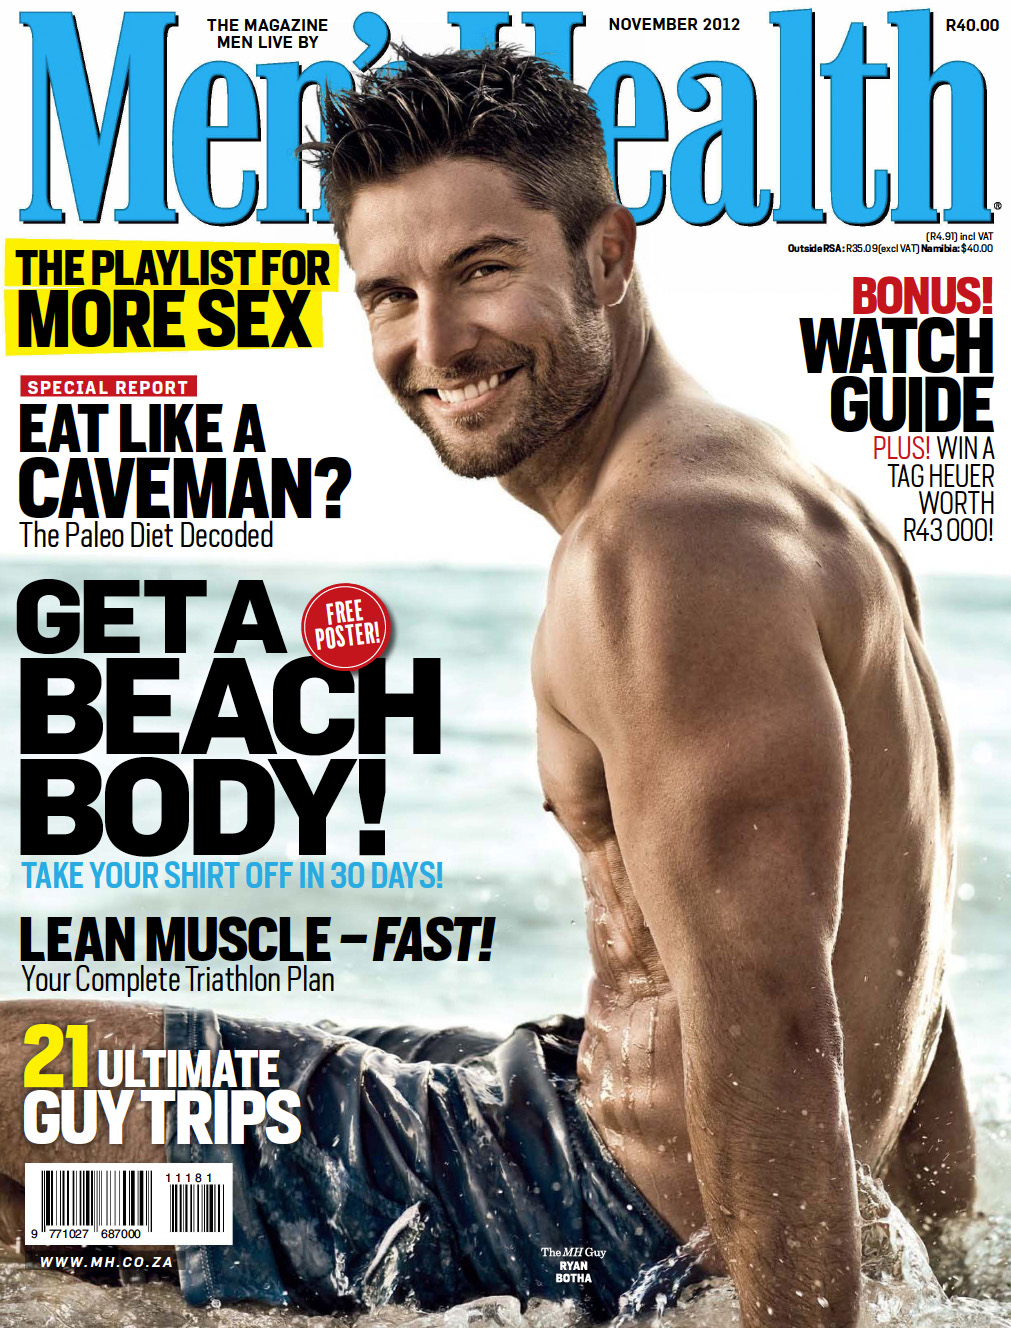 THE MAGAZINE
MEN LIVE BY
NOVEMBER 2012
R40.00
Men's Health®
(R4.91) incl VAT
Outside RSA: R35.09(excl VAT) Namibia: $40.00
THE PLAYLIST FOR
MORE SEX
SPECIAL REPORT
EAT LIKE A
CAVEMAN?
The Paleo Diet Decoded
BONUS!
WATCH
GUIDE
PLUS! WIN A
TAG HEUER
WORTH
R43 000!
GET A
BEACH
BODY!
FREE
POSTER!
TAKE YOUR SHIRT OFF IN 30 DAYS!
LEAN MUSCLE – FAST!
Your Complete Triathlon Plan
21 ULTIMATE
GUY TRIPS
11181
9 771027 687000
WWW.MH.CO.ZA
The MH Guy
RYAN
BOTHA